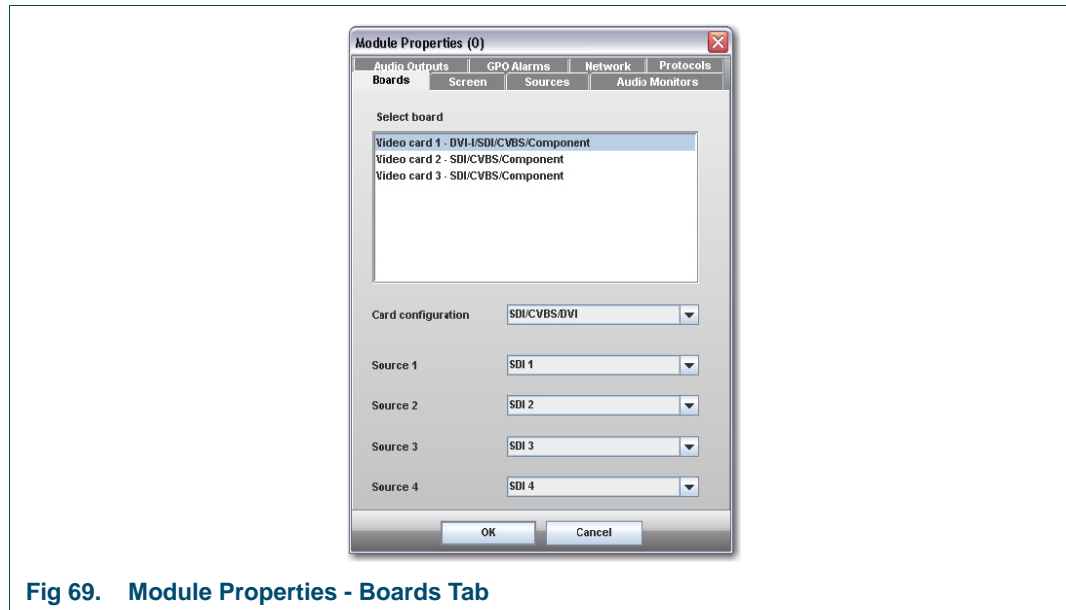 Module Properties (0)
Audio Outputs GPO Alarms Network Protocols
Boards Screen Sources Audio Monitors
Select board
Video card 1 - DVI-I/SDI/CVBS/Component
Video card 2 - SDI/CVBS/Component
Video card 3 - SDI/CVBS/Component
Card configuration SDI/CVBS/DVI
Source 1 SDI 1
Source 2 SDI 2
Source 3 SDI 3
Source 4 SDI 4
OK Cancel
Fig 69. Module Properties - Boards Tab